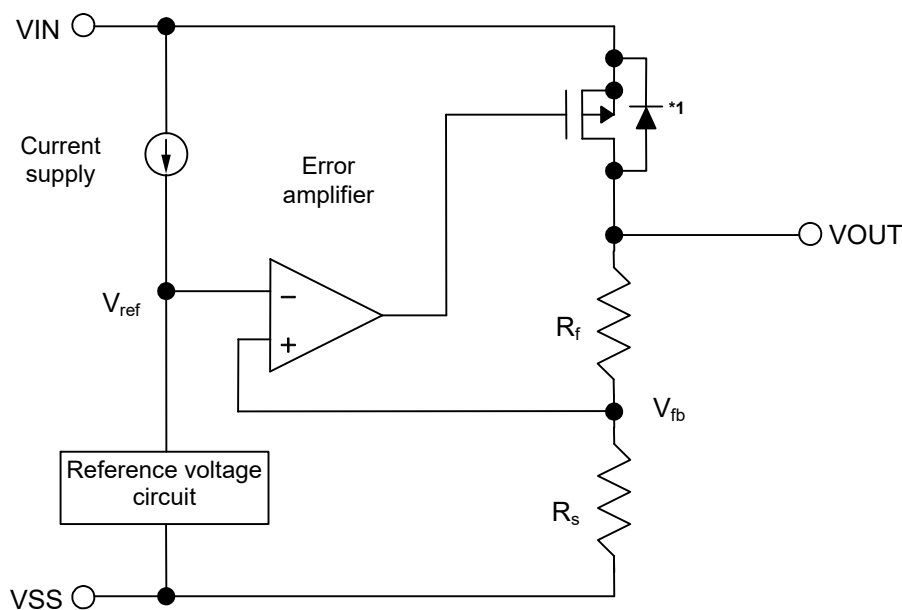 VIN
*1
Current
supply
Error
amplifier
VOUT
Vref
−
+
Rf
Vfb
Reference voltage
circuit
Rs
VSS